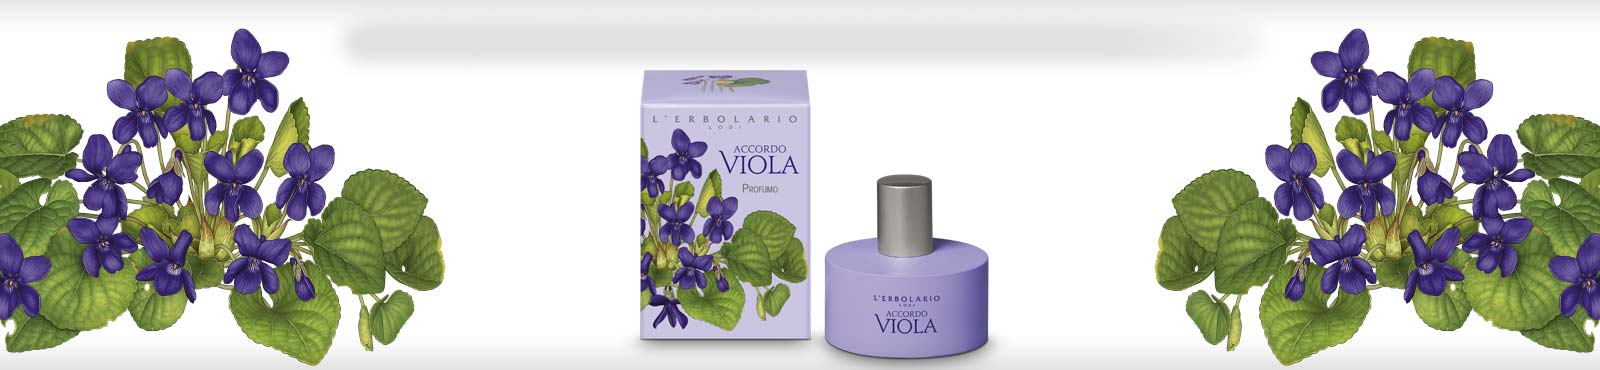 L'ERBOLARIO
LODI
ACCORDO
VIOLA
PROFUMO
L'ERBOLARIO
LODI
ACCORDO
VIOLA